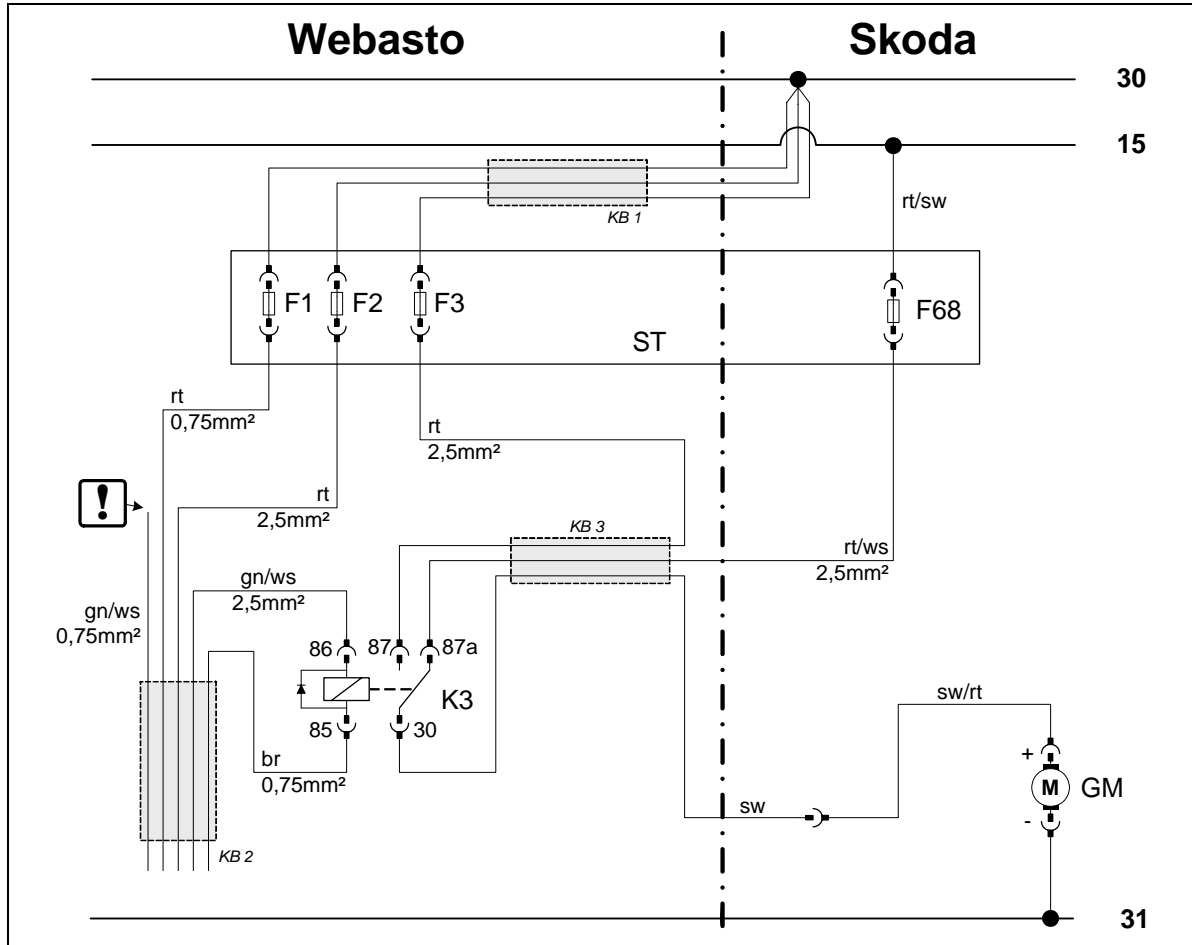 Webasto
Skoda
30
15
rt/sw
KB 1
F1
F2
F3
F68
ST
rt
0,75mm²
rt
2,5mm²
!
rt
2,5mm²
KB 3
rt/ws
2,5mm²
gn/ws
2,5mm²
gn/ws
0,75mm²
86
87
87a
K3
85
30
sw/rt
br
0,75mm²
+
M
GM
-
sw
KB 2
31